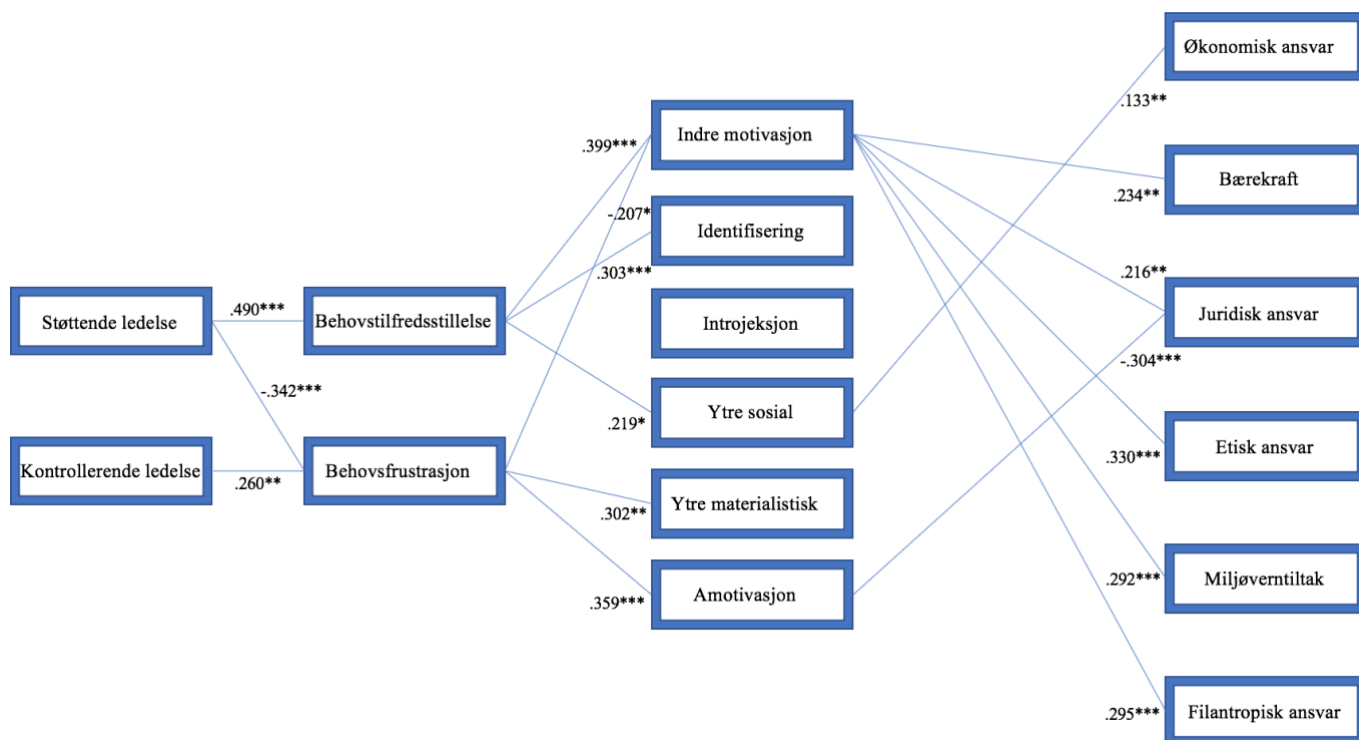 Støttende ledelse
Kontrollerende ledelse
.490***
-.342***
.260**
Behovstilfredsstillelse
Behovsfrustrasjon
.399***
-.207*
.303***
.219*
.302**
.359***
Indre motivasjon
Identifisering
Introjeksjon
Ytre sosial
Ytre materialistisk
Amotivasjon
.133**
.234**
.216**
-.304***
.330***
.292***
.295***
Økonomisk ansvar
Bærekraft
Juridisk ansvar
Etisk ansvar
Miljøverntiltak
Filantropisk ansvar